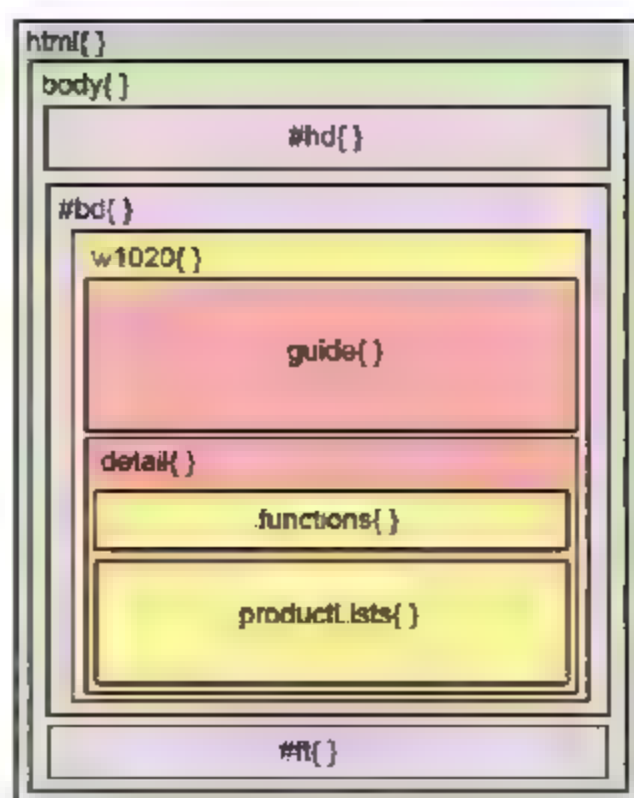 html{ }
body{ }
#hd{ }
#bd{ }
w1020{ }
guide{ }
detail{ }
.functions{ }
productLists{ }
#ft{ }